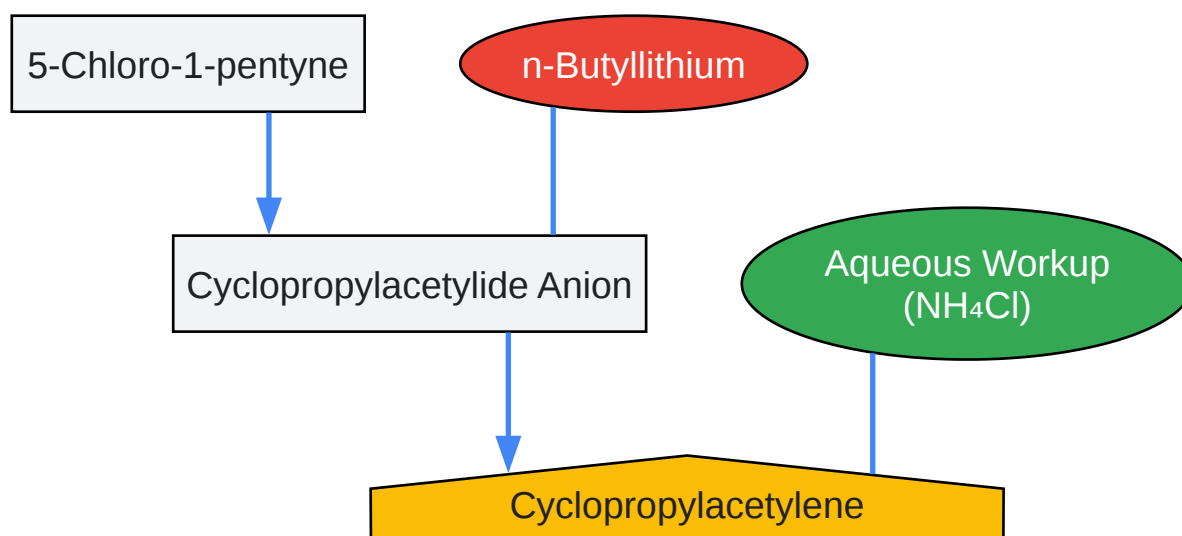 5-Chloro-1-pentyne
n-Butyllithium
Aqueous Workup
(NH₄Cl)
Cyclopropylacetylide Anion
Cyclopropylacetylene